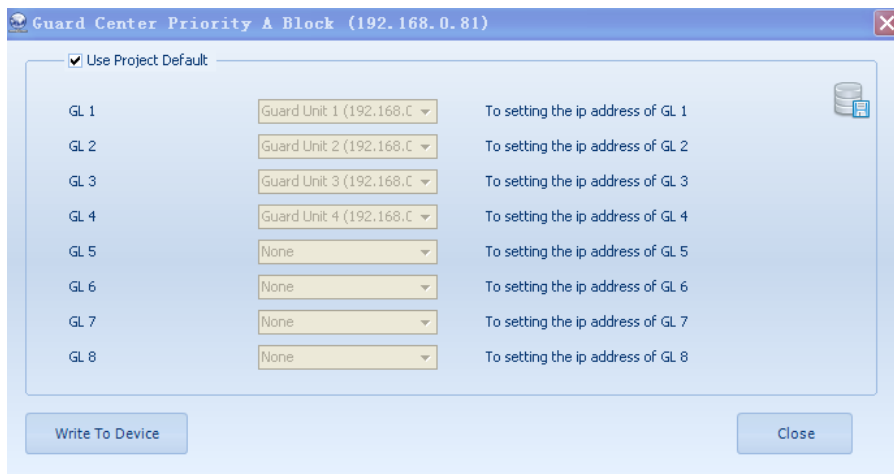 Guard Center Priority A Block (192.168.0.81)
Use Project Default
GL 1 Guard Unit 1 (192.168.0 To setting the ip address of GL 1
GL 2 Guard Unit 2 (192.168.0 To setting the ip address of GL 2
GL 3 Guard Unit 3 (192.168.0 To setting the ip address of GL 3
GL 4 Guard Unit 4 (192.168.0 To setting the ip address of GL 4
GL 5 None To setting the ip address of GL 5
GL 6 None To setting the ip address of GL 6
GL 7 None To setting the ip address of GL 7
GL 8 None To setting the ip address of GL 8
Write To Device Close